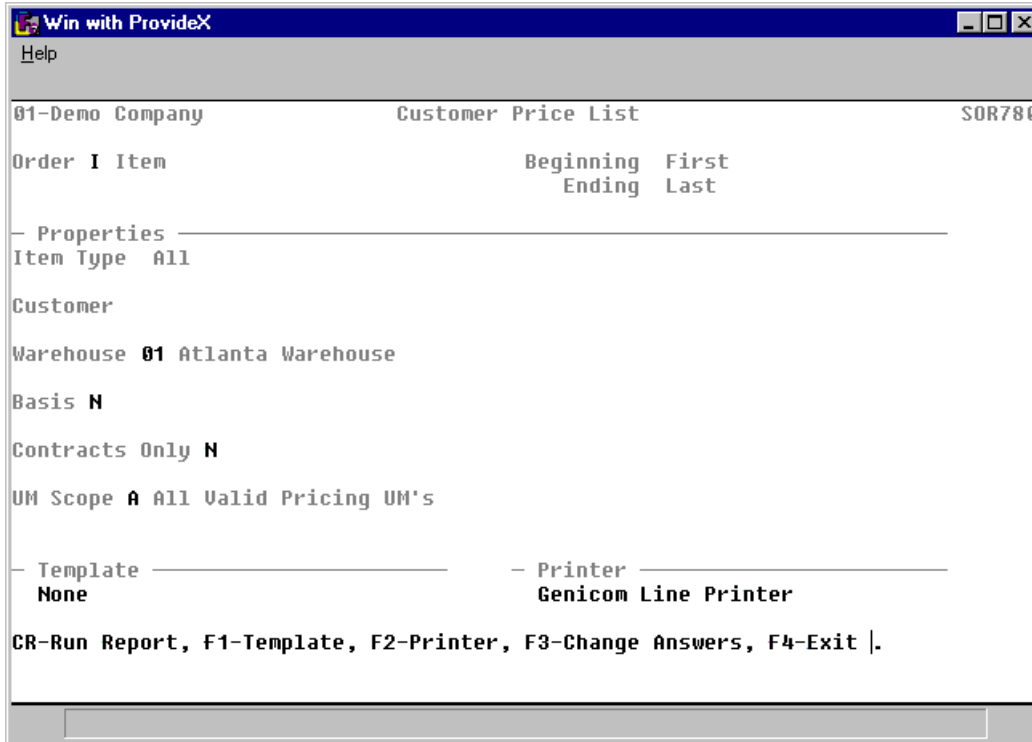 Win with ProvideX
Help
01-Demo Company Customer Price List SOR780
Order I Item Beginning First
Ending Last
Properties
Item Type All
Customer
Warehouse 01 Atlanta Warehouse
Basis N
Contracts Only N
UM Scope A All Valid Pricing UM's
Template Printer
None Genicom Line Printer
CR-Run Report, F1-Template, F2-Printer, F3-Change Answers, F4-Exit .